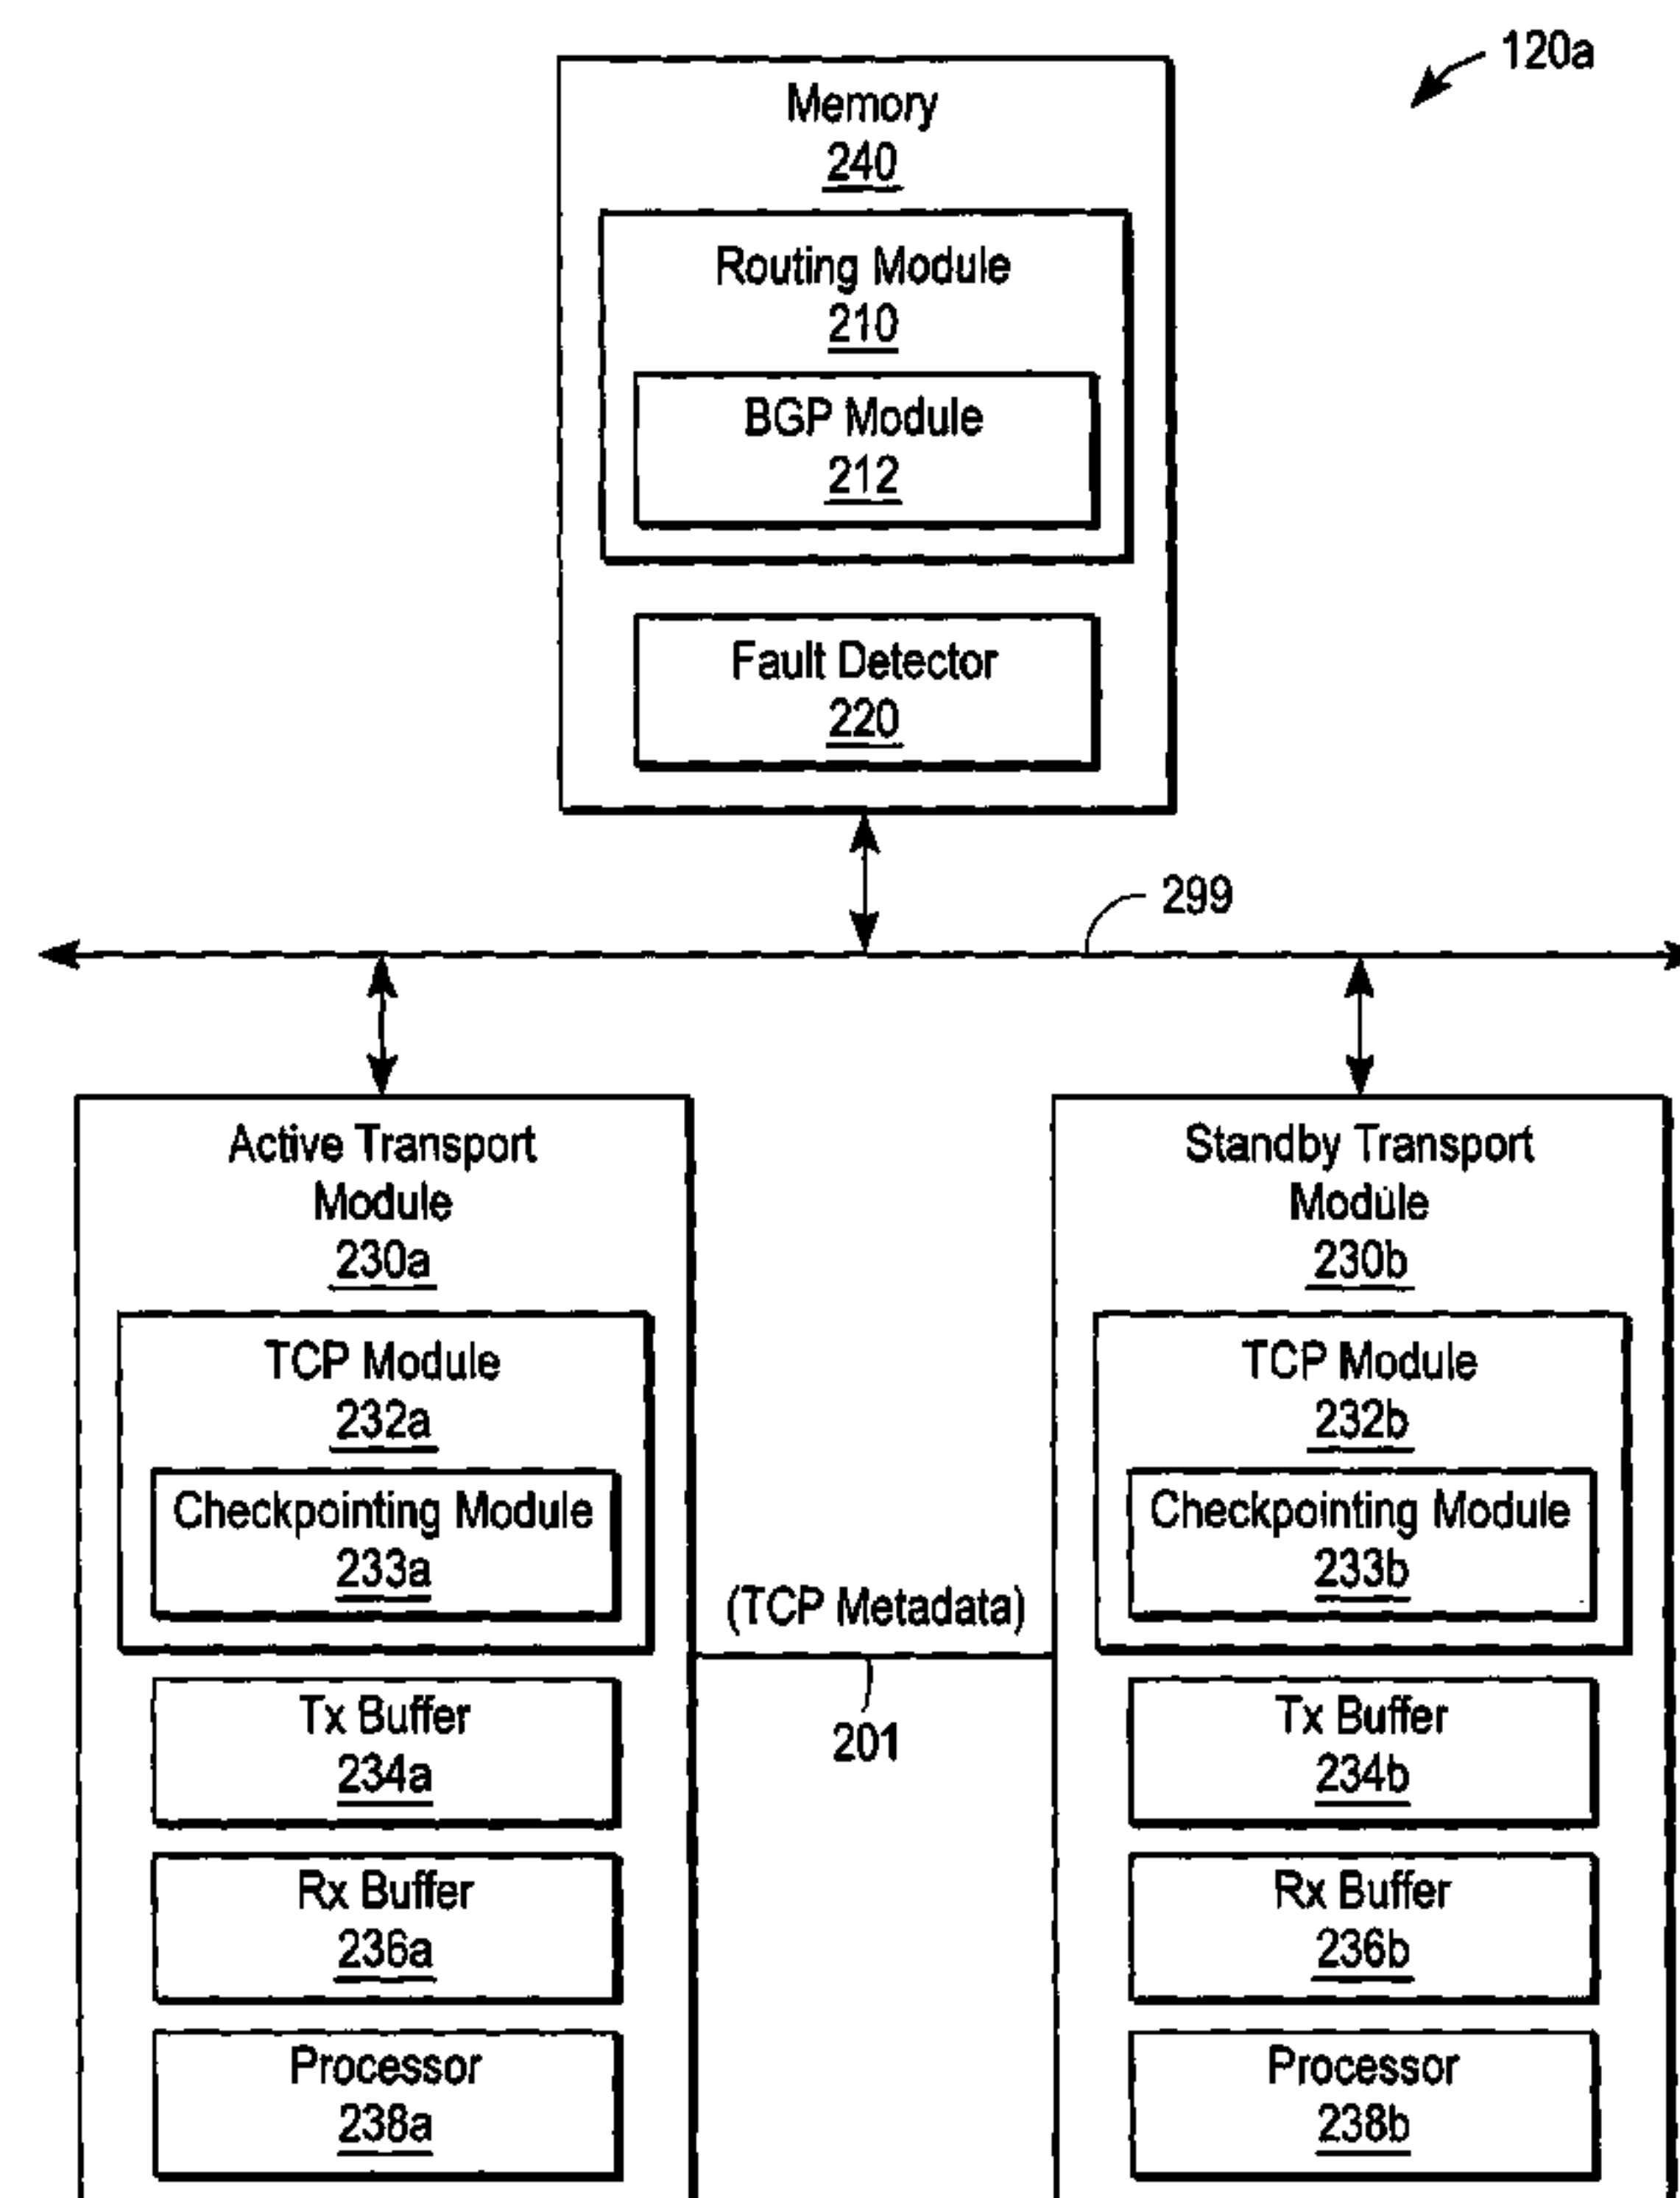 120a
Memory
240
Routing Module
210
BGP Module
212
Fault Detector
220
299
Active Transport
Module
230a
TCP Module
232a
Checkpointing Module
233a
Tx Buffer
234a
Rx Buffer
236a
Processor
238a
(TCP Metadata)
201
Standby Transport
Module
230b
TCP Module
232b
Checkpointing Module
233b
Tx Buffer
234b
Rx Buffer
236b
Processor
238b